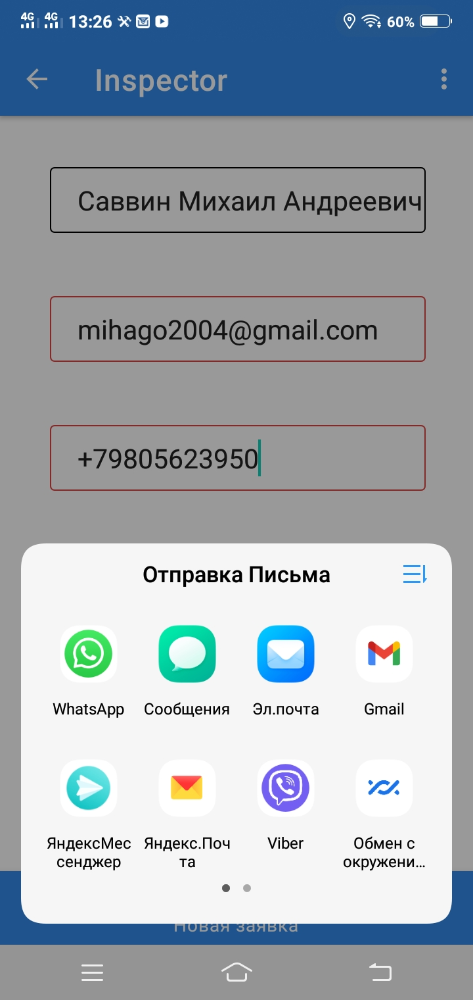 4G 4G 13:26 60%
Inspector
Саввин Михаил Андреевич
mihago2004@gmail.com
+79805623950
Отправка Письма
WhatsApp Сообщения Эл.почта Gmail
ЯндексМес Яндекс.Поч Viber Обмен с
сенджер та окружени...
Новая заявка